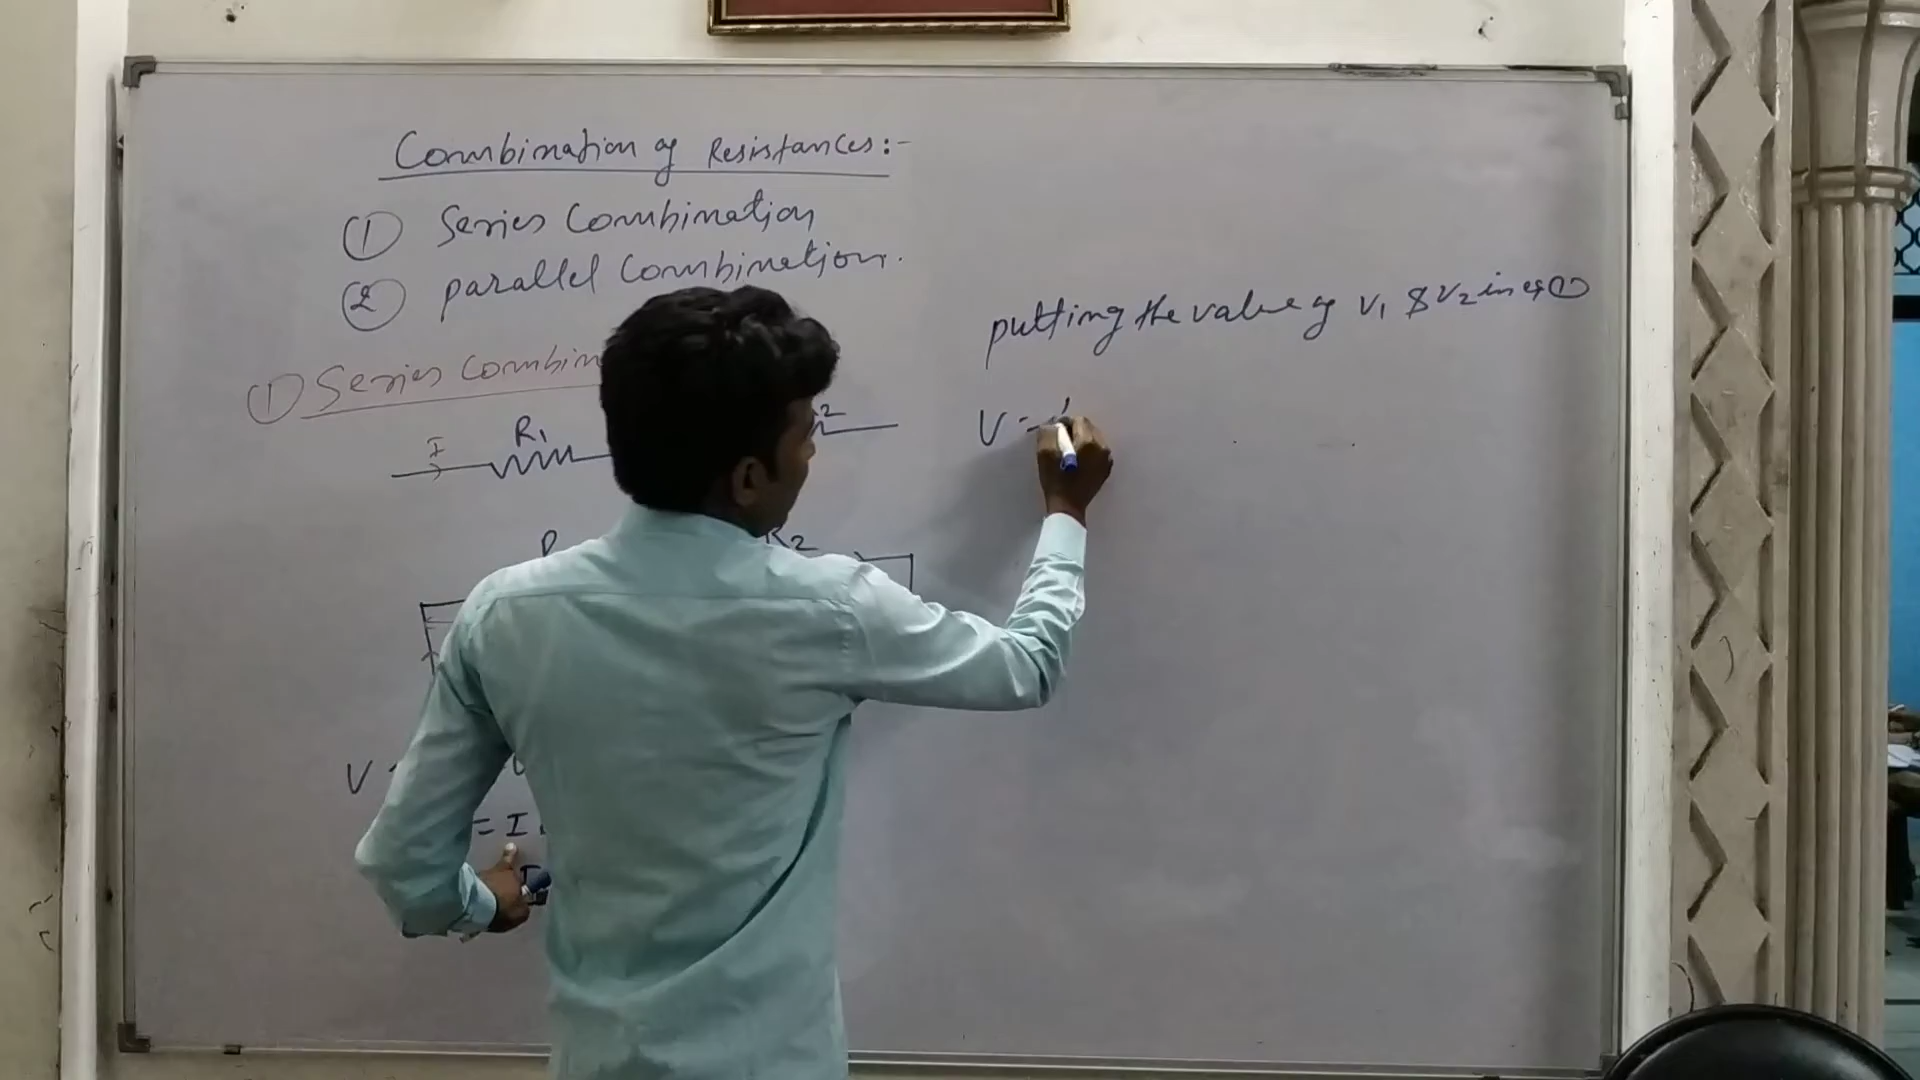 Combination of Resistances:-
① Series Combination
② parallel Combination.
① Series Combin
I R₁ 2
R₂
V
= I
putting the value of V₁ & V₂ in eq ①
V =